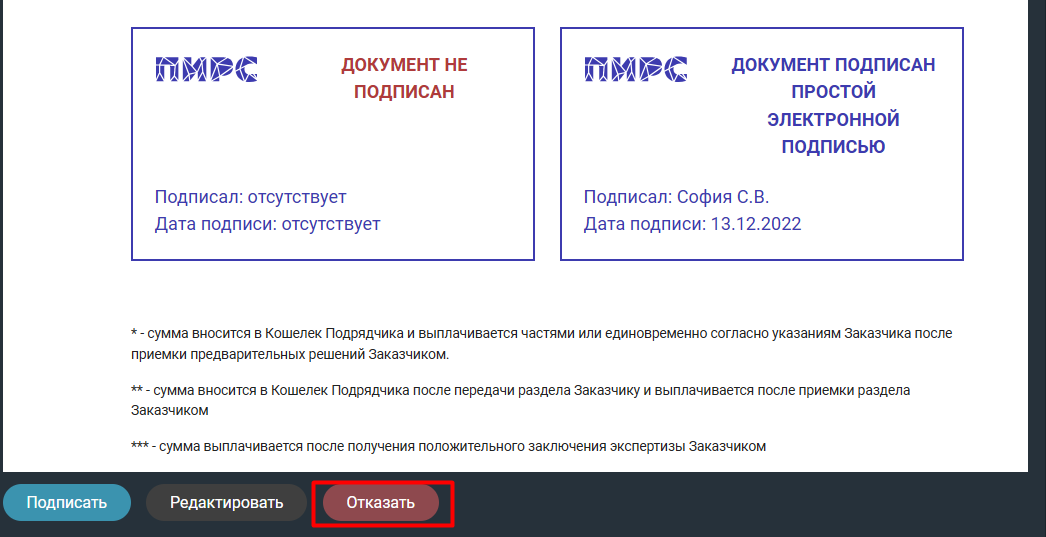 ПИРС
ДОКУМЕНТ НЕ
ПОДПИСАН
Подписал: отсутствует
Дата подписи: отсутствует
ПИРС
ДОКУМЕНТ ПОДПИСАН
ПРОСТОЙ
ЭЛЕКТРОННОЙ
ПОДПИСЬЮ
Подписал: София С.В.
Дата подписи: 13.12.2022
* - сумма вносится в Кошелек Подрядчика и выплачивается частями или единовременно согласно указаниям Заказчика после
приемки предварительных решений Заказчиком.
** - сумма вносится в Кошелек Подрядчика после передачи раздела Заказчику и выплачивается после приемки раздела
Заказчиком
*** - сумма выплачивается после получения положительного заключения экспертизы Заказчиком
Подписать
Редактировать
Отказать